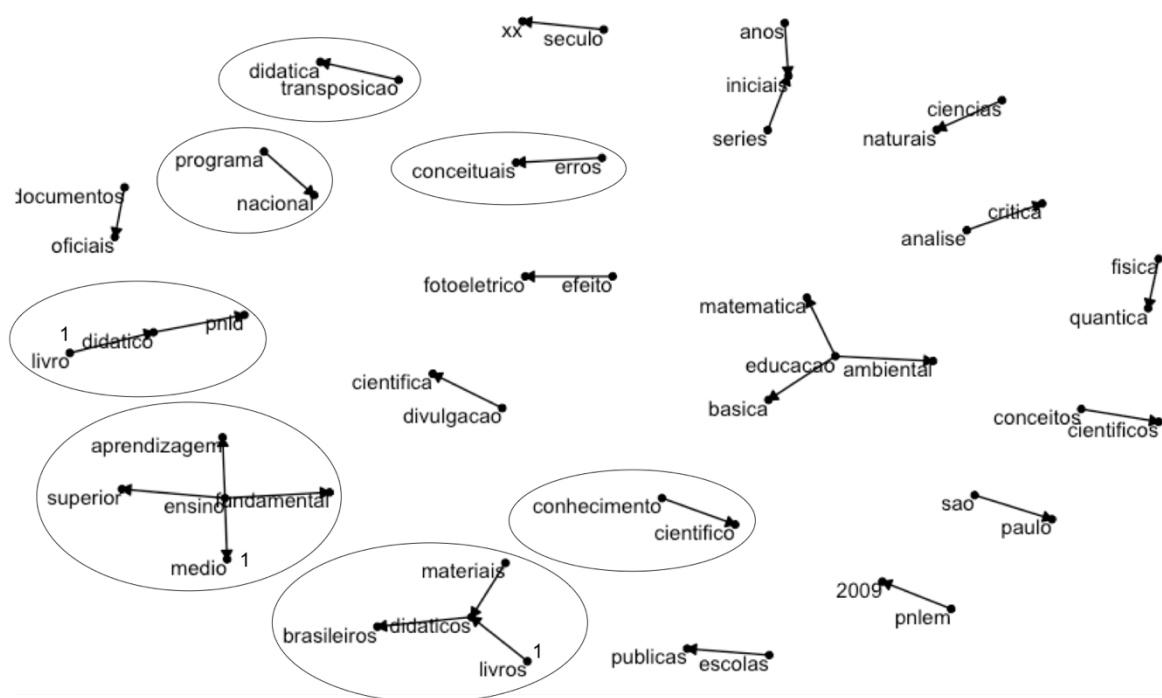 xx
seculo
anos
didatica
transposicao
iniciais
ciencias
series
naturais
programa
conceituais
erros
documentos
nacional
critica
oficiais
analise
fisica
fotoeletrico
efeito
matematica
quantica
1
didatico
pnld
livro
educacao
ambiental
cientifica
basica
divulgacao
conceitos
cientificos
aprendizagem
superior
ensino
fundamental
conhecimento
sao
cientifico
paulo
medio
1
materiais
2009
pnlem
brasileiros
didaticos
1
livros
publicas
escolas